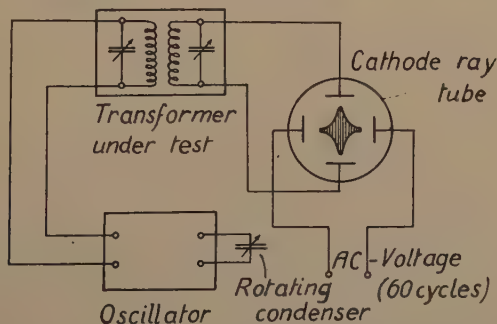 Cathode ray
tube
Transformer
under test
AC-Voltage
(60 cycles)
Oscillator
Rotating
condenser